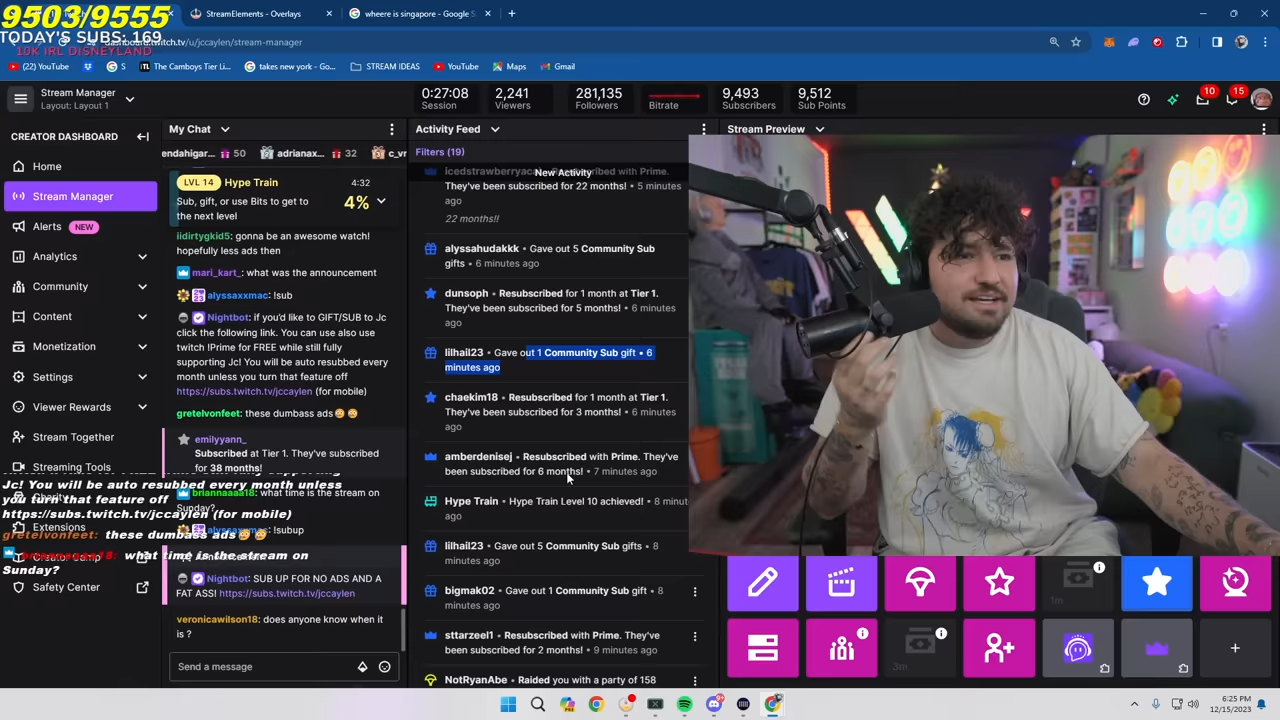 9503/9555
TODAY'S SUBS: 169
10K IRL DISNEYLAND
StreamElements - Overlays
wheere is singapore - Google S
dashboard.twitch.tv/u/jccaylen/stream-manager
(22) YouTube
S
The Camboys Tier Li...
takes new york - Go...
STREAM IDEAS
YouTube
Maps
Gmail
Stream Manager
Layout: Layout 1
0:27:08
Session
2,241
Viewers
281,135
Followers
Bitrate
9,493
Subscribers
9,512
Sub Points
10
15
CREATOR DASHBOARD
Home
Stream Manager
Alerts NEW
Analytics
Community
Content
Monetization
Settings
Viewer Rewards
Stream Together
Streaming Tools
Extensions
Safety Center
Jc! You will be auto resubbed every month unless
you turn that feature off
https://subs.twitch.tv/jccaylen (for mobile)
gretelvonfeet: these dumbass ads
briannaaa18: what time is the stream on
Sunday?
My Chat
endahigar... 50
adrianax... 32
c_vr
LVL 14 Hype Train 4:32
Sub, gift, or use Bits to get to
the next level
4%
iidirtygkid5: gonna be an awesome watch!
hopefully less ads then
mari_kart_: what was the announcement
alyssaxxmac: !sub
Nightbot: if you'd like to GIFT/SUB to Jc
click the following link. You can use also use
twitch !Prime for FREE while still fully
supporting Jc! You will be auto resubbed every
month unless you turn that feature off
https://subs.twitch.tv/jccaylen (for mobile)
gretelvonfeet: these dumbass ads
emilyyann_
Subscribed at Tier 1. They've subscribed
for 38 months!
briannaaa18: what time is the stream on
Sunday?
alyssaxxmac: !subup
Nightbot: SUB UP FOR NO ADS AND A
FAT ASS! https://subs.twitch.tv/jccaylen
veronicawilson18: does anyone know when it
is ?
Send a message
Activity Feed
Filters (19)
New Activity
They've been subscribed for 22 months! • 5 minutes
ago
22 months!!
alyssahudakkk • Gave out 5 Community Sub
gifts • 6 minutes ago
dunsoph • Resubscribed for 1 month at Tier 1.
They've been subscribed for 5 months! • 6 minutes
ago
lilhail23 • Gave out 1 Community Sub gift • 6
minutes ago
chaekim18 • Resubscribed for 1 month at Tier 1.
They've been subscribed for 3 months! • 6 minutes
ago
amberdenisej • Resubscribed with Prime. They've
been subscribed for 6 months! • 7 minutes ago
Hype Train • Hype Train Level 10 achieved! • 8 minut
ago
lilhail23 • Gave out 5 Community Sub gifts • 8
minutes ago
bigmak02 • Gave out 1 Community Sub gift • 8
minutes ago
sttarzeel1 • Resubscribed with Prime. They've
been subscribed for 2 months! • 9 minutes ago
NotRyanAbe • Raided you with a party of 158
Stream Preview
1m
3m
6:25 PM
12/15/2023